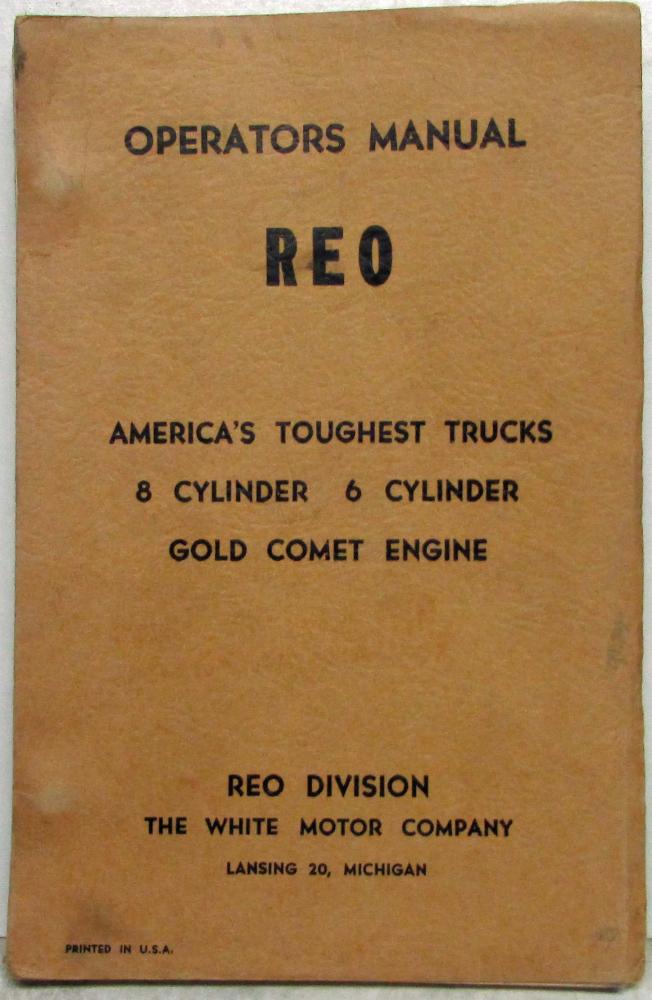 OPERATORS MANUAL
REO
AMERICA'S TOUGHEST TRUCKS
8 CYLINDER 6 CYLINDER
GOLD COMET ENGINE
REO DIVISION
THE WHITE MOTOR COMPANY
LANSING 20, MICHIGAN
PRINTED IN U.S.A.